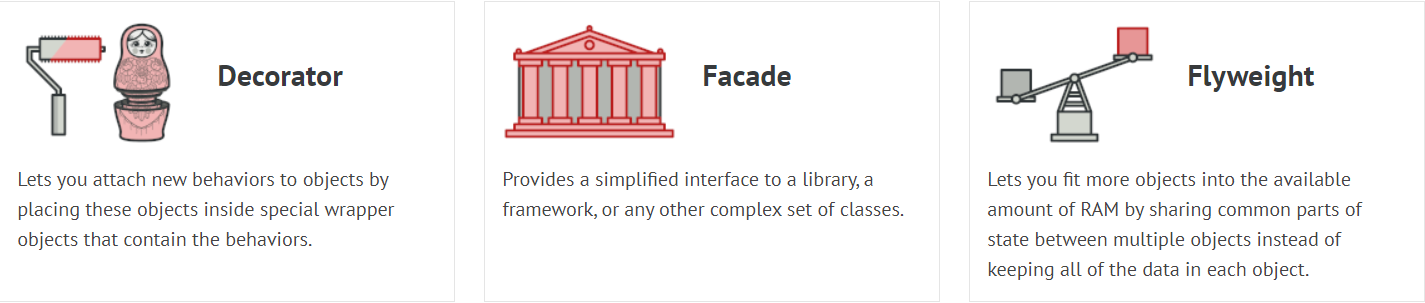 Decorator
Lets you attach new behaviors to objects by
placing these objects inside special wrapper
objects that contain the behaviors.
Facade
Provides a simplified interface to a library, a
framework, or any other complex set of classes.
Flyweight
Lets you fit more objects into the available
amount of RAM by sharing common parts of
state between multiple objects instead of
keeping all of the data in each object.